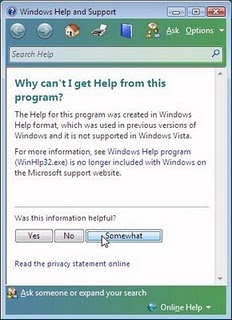 Windows Help and Support
Ask Options
Search Help
Why can't I get Help from this
program?
The Help for this program was created in Windows
Help format, which was used in previous versions
of Windows and it is not supported in Windows Vista.
For more information, see Windows Help program
(WinHlp32.exe) is no longer included with Windows on
the Microsoft support website.
Was this information helpful?
Yes No Somewhat
Read the privacy statement online
Ask someone or expand your search
Online Help